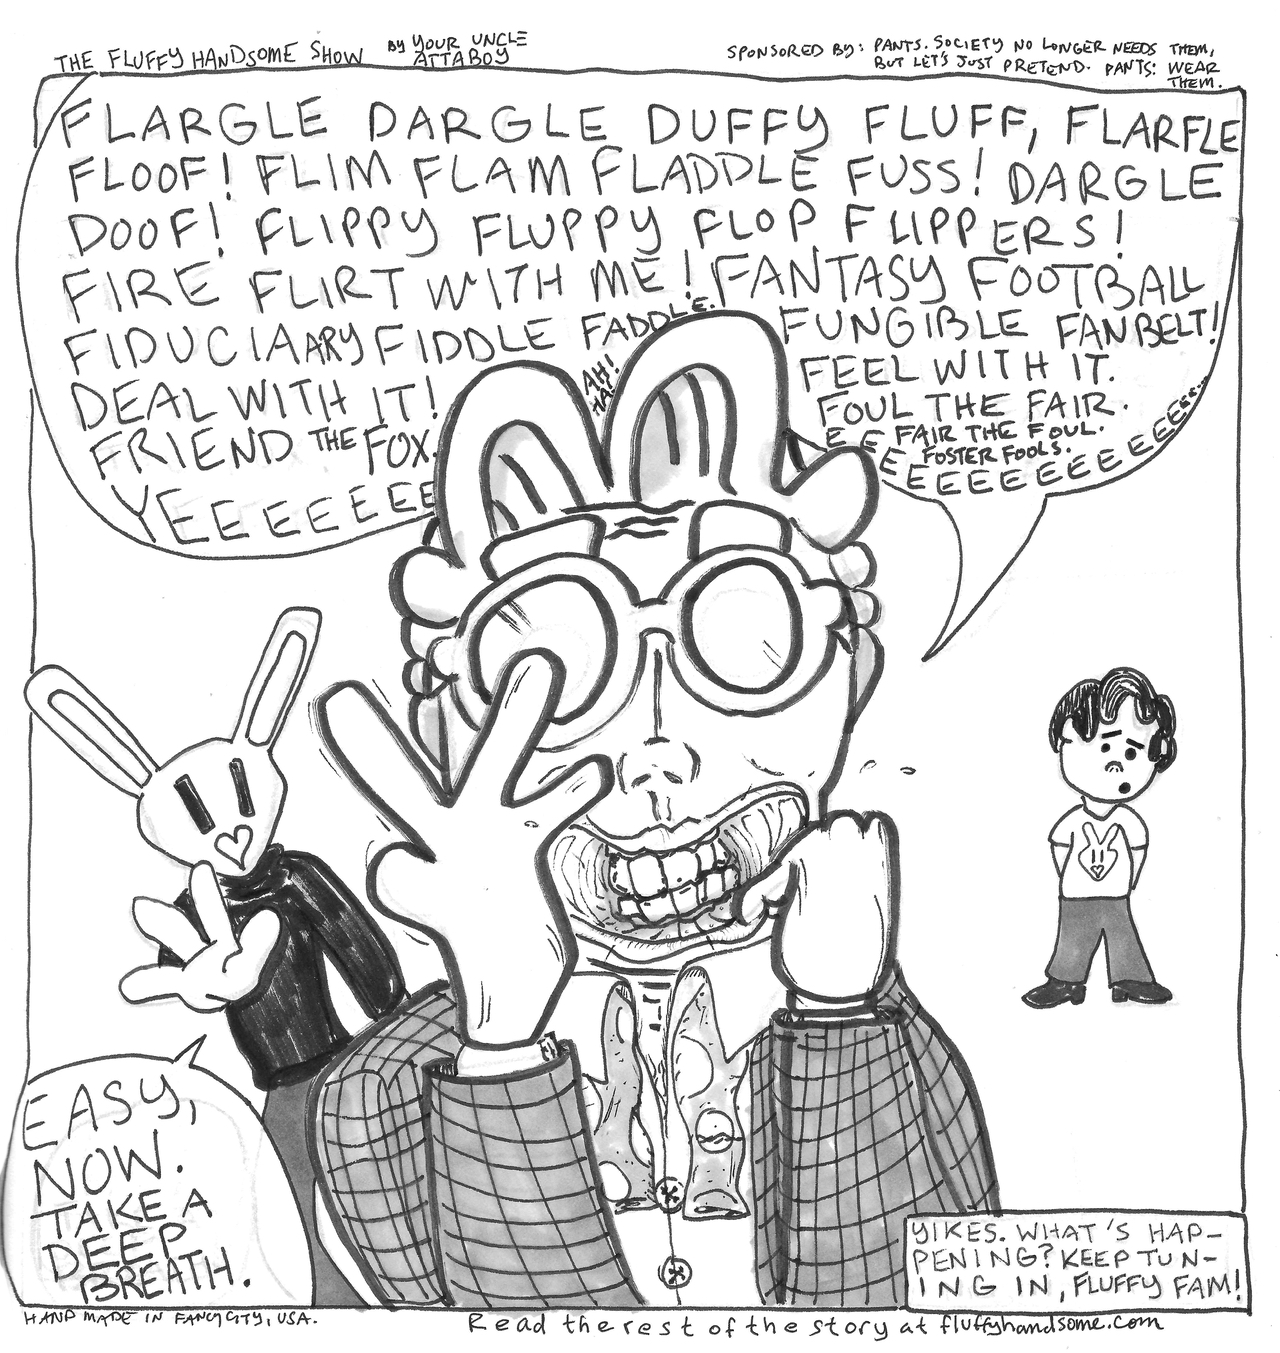 THE FLUFFY HANDSOME SHOW BY YOUR UNCLE ATTABOY
SPONSORED BY: PANTS. SOCIETY NO LONGER NEEDS THEM,
BUT LET'S JUST PRETEND. PANTS: WEAR
THEM.
FLARGLE DARGLE DUFFY FLUFF, FLARFLE
FLOOF! FLIM FLAM FLADDLE FUSS! DARGLE
DOOF! FLIPPY FLUPPY FLOP FLIPPERS!
FIRE FLIRT WITH ME! FANTASY FOOTBALL
FIDUCIAARY FIDDLE FADDLE. FUNGIBLE FANBELT!
AH!
HA!
DEAL WITH IT! FEEL WITH IT.
FRIEND THE FOX. FOUL THE FAIR.
FAIR THE FOUL.
FOSTER FOOLS.
YEEEEEEE E E E E E E E E E E E E E E E...
EASY,
NOW.
TAKE A
DEEP
BREATH.
YIKES. WHAT'S HAP-
PENING? KEEP TUN-
ING IN, FLUFFY FAM!
HAND MADE IN FANCY CITY, USA.
Read the rest of the story at fluffyhandsome.com